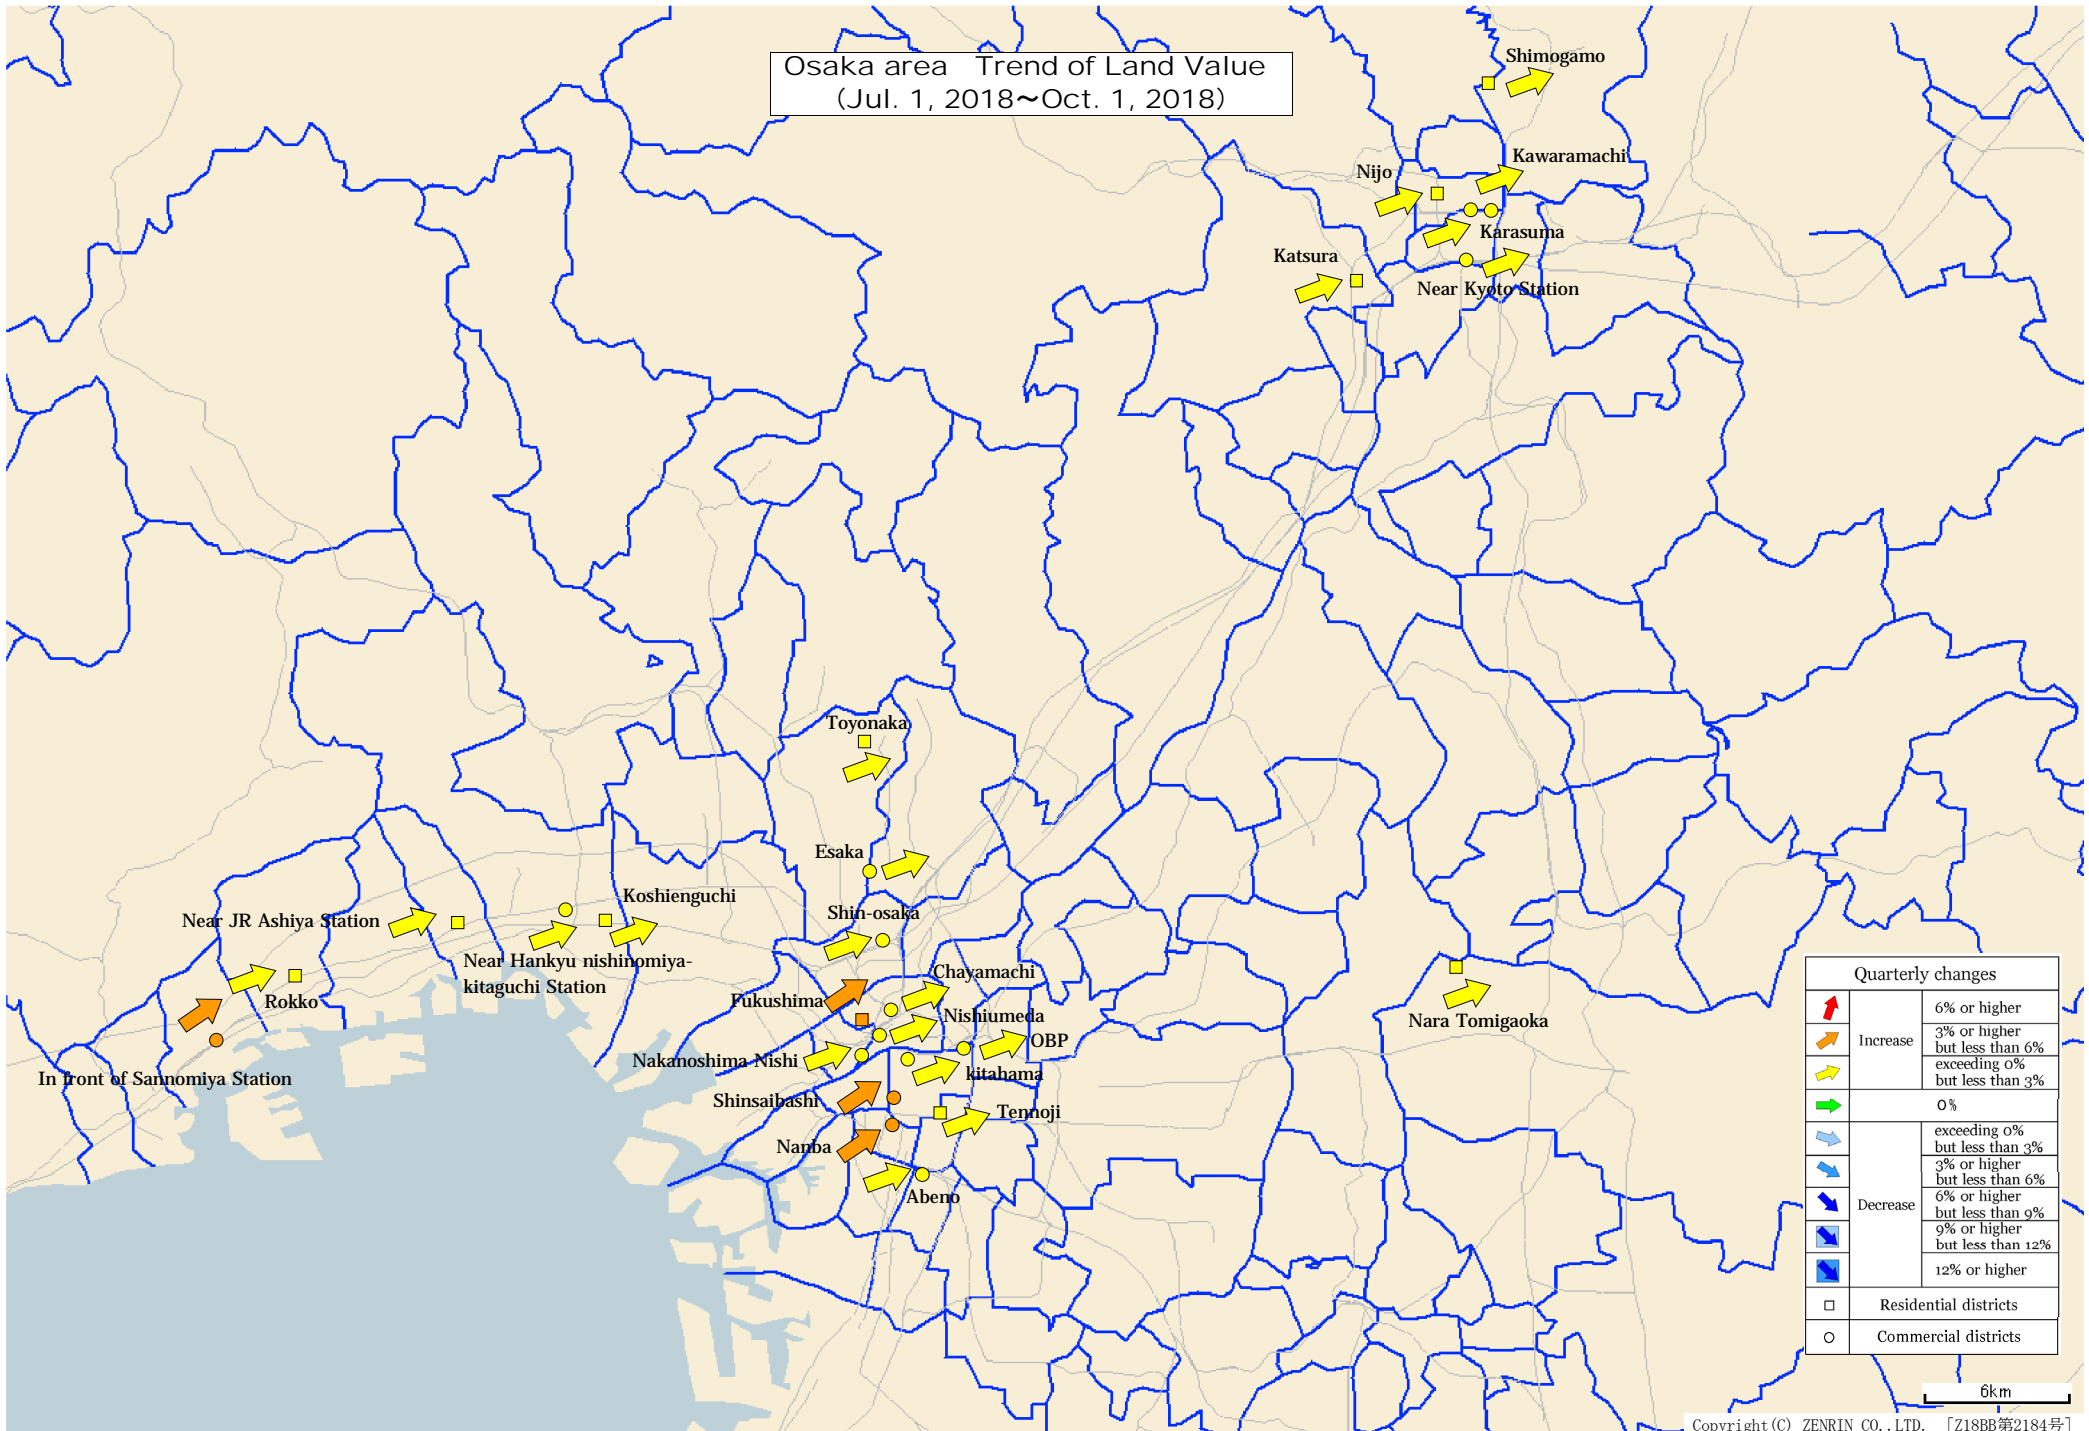 Osaka area Trend of Land Value
(Jul. 1, 2018～Oct. 1, 2018)
Shimogamo
Kawaramachi
Nijo
Karasuma
Katsura
Near Kyoto Station
Toyonaka
Esaka
Koshienguchi
Near JR Ashiya Station
Shin-osaka
Near Hankyu nishinomiya-
kitaguchi Station
Chayamachi
Rokko
Fukushima
Nishiumeda
Nara Tomigaoka
OBP
Nakanoshima Nishi
kitahama
In front of Sannomiya Station
Shinsaibashi
Tennoji
Nanba
Abeno
Quarterly changes
Increase
6% or higher
3% or higher
but less than 6%
exceeding 0%
but less than 3%
0%
Decrease
exceeding 0%
but less than 3%
3% or higher
but less than 6%
6% or higher
but less than 9%
9% or higher
but less than 12%
12% or higher
Residential districts
Commercial districts
6km
Copyright(C) ZENRIN CO.,LTD. [Z18BB第2184号]